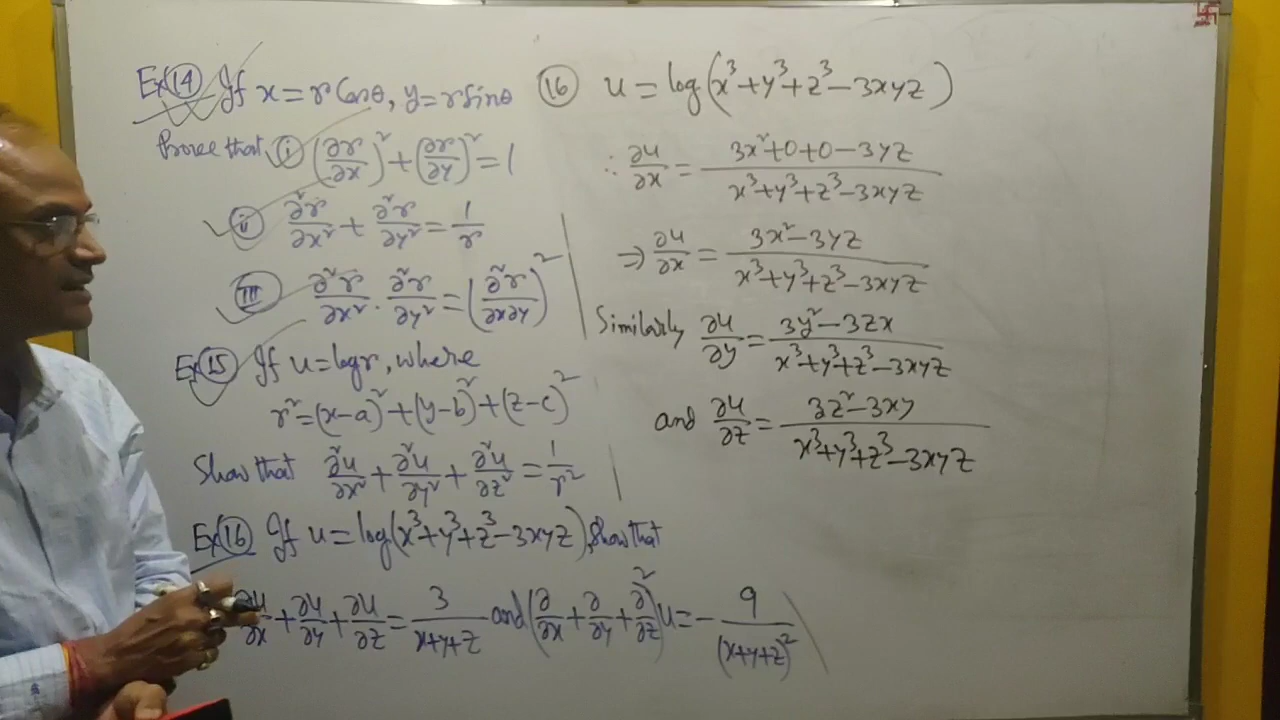 Ex(14) If x = r Cosθ, y = r sinθ
Prove that (i) (∂r/∂x)² + (∂r/∂y)² = 1
(ii) ∂²r/∂x² + ∂²r/∂y² = 1/r
(iii) ∂²r/∂x² · ∂²r/∂y² = (∂²r/∂x∂y)²
Ex(15) If u = log r, where
r² = (x-a)² + (y-b)² + (z-c)²
Show that ∂²u/∂x² + ∂²u/∂y² + ∂²u/∂z² = 1/r²
Ex(16) If u = log(x³+y³+z³-3xyz), show that
∂u/∂x + ∂u/∂y + ∂u/∂z = 3/(x+y+z) and (∂/∂x + ∂/∂y + ∂/∂z)² u = -9/(x+y+z)²
(16) u = log(x³+y³+z³-3xyz)
∴ ∂u/∂x = (3x²+0+0-3yz)/(x³+y³+z³-3xyz)
⇒ ∂u/∂x = (3x²-3yz)/(x³+y³+z³-3xyz)
Similarly ∂u/∂y = (3y²-3zx)/(x³+y³+z³-3xyz)
and ∂u/∂z = (3z²-3xy)/(x³+y³+z³-3xyz)